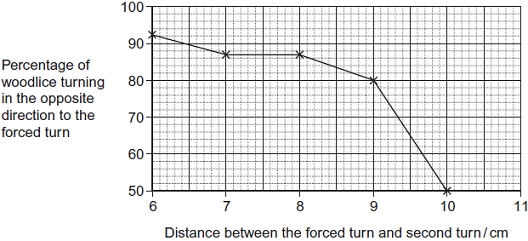 100
90
80
70
60
50
Percentage of
woodlice turning
in the opposite
direction to the
forced turn
6 7 8 9 10 11
Distance between the forced turn and second turn / cm